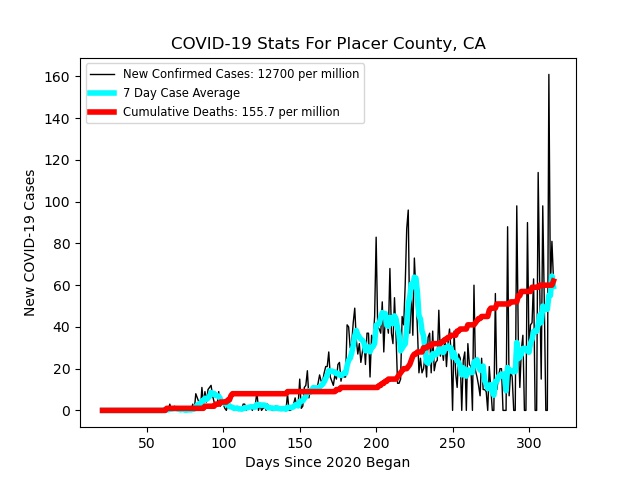 COVID-19 Stats For Placer County, CA
New Confirmed Cases: 12700 per million
7 Day Case Average
Cumulative Deaths: 155.7 per million
New COVID-19 Cases
160
140
120
100
80
60
40
20
0
50 100 150 200 250 300
Days Since 2020 Began